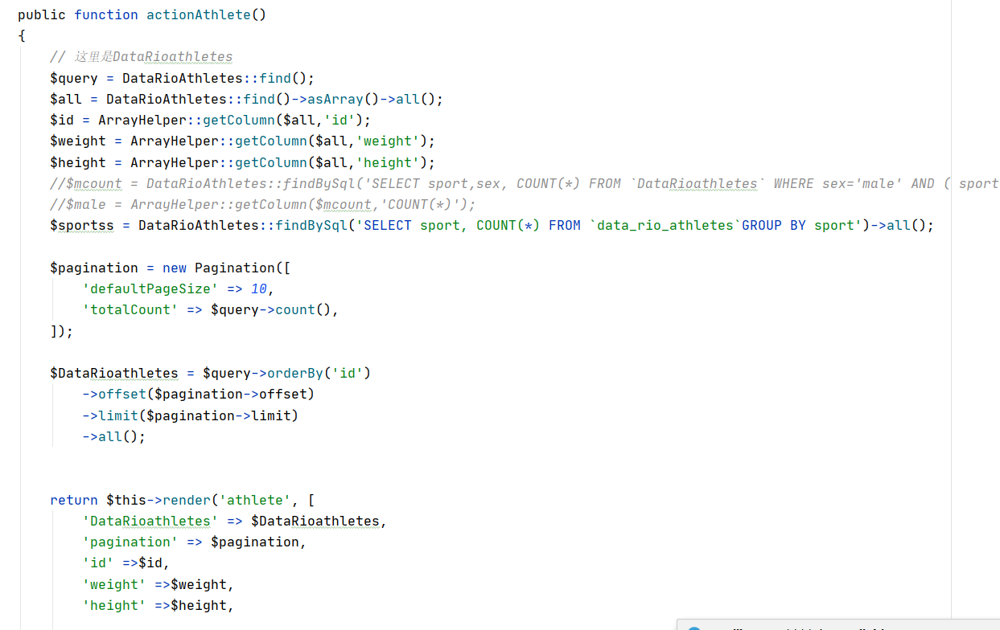 public function actionAthlete()
{
// 这里是DataRioathletes
$query = DataRioAthletes::find();
$all = DataRioAthletes::find()->asArray()->all();
$id = ArrayHelper::getColumn($all,'id');
$weight = ArrayHelper::getColumn($all,'weight');
$height = ArrayHelper::getColumn($all,'height');
//$mcount = DataRioAthletes::findBySql('SELECT sport,sex, COUNT(*) FROM `DataRioathletes` WHERE sex='male' AND ( sport
//$male = ArrayHelper::getColumn($mcount,'COUNT(*)');
$sportss = DataRioAthletes::findBySql('SELECT sport, COUNT(*) FROM `data_rio_athletes`GROUP BY sport')->all();
$pagination = new Pagination([
'defaultPageSize' => 10,
'totalCount' => $query->count(),
]);
$DataRioathletes = $query->orderBy('id')
->offset($pagination->offset)
->limit($pagination->limit)
->all();
return $this->render('athlete', [
'DataRioathletes' => $DataRioathletes,
'pagination' => $pagination,
'id' =>$id,
'weight' =>$weight,
'height' =>$height,